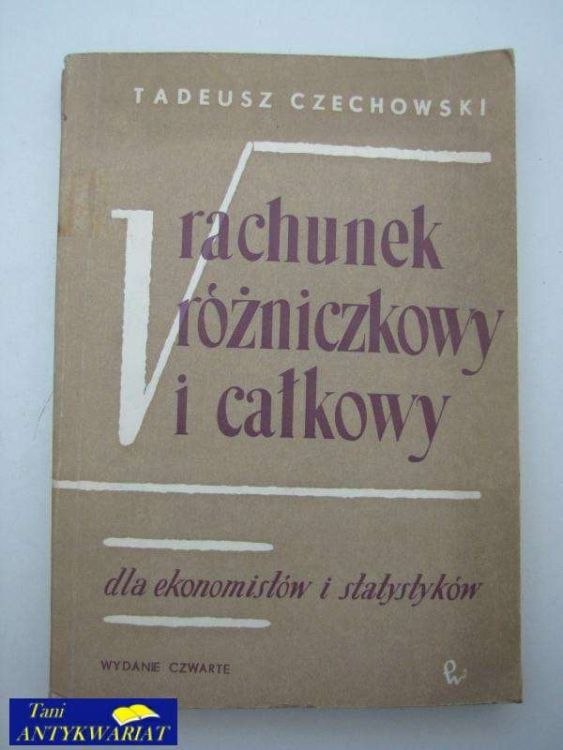 TADEUSZ CZECHOWSKI
rachunek
różniczkowy
i całkowy
dla ekonomistów i statystyków
WYDANIE CZWARTE
Tani
ANTYKWARIAT